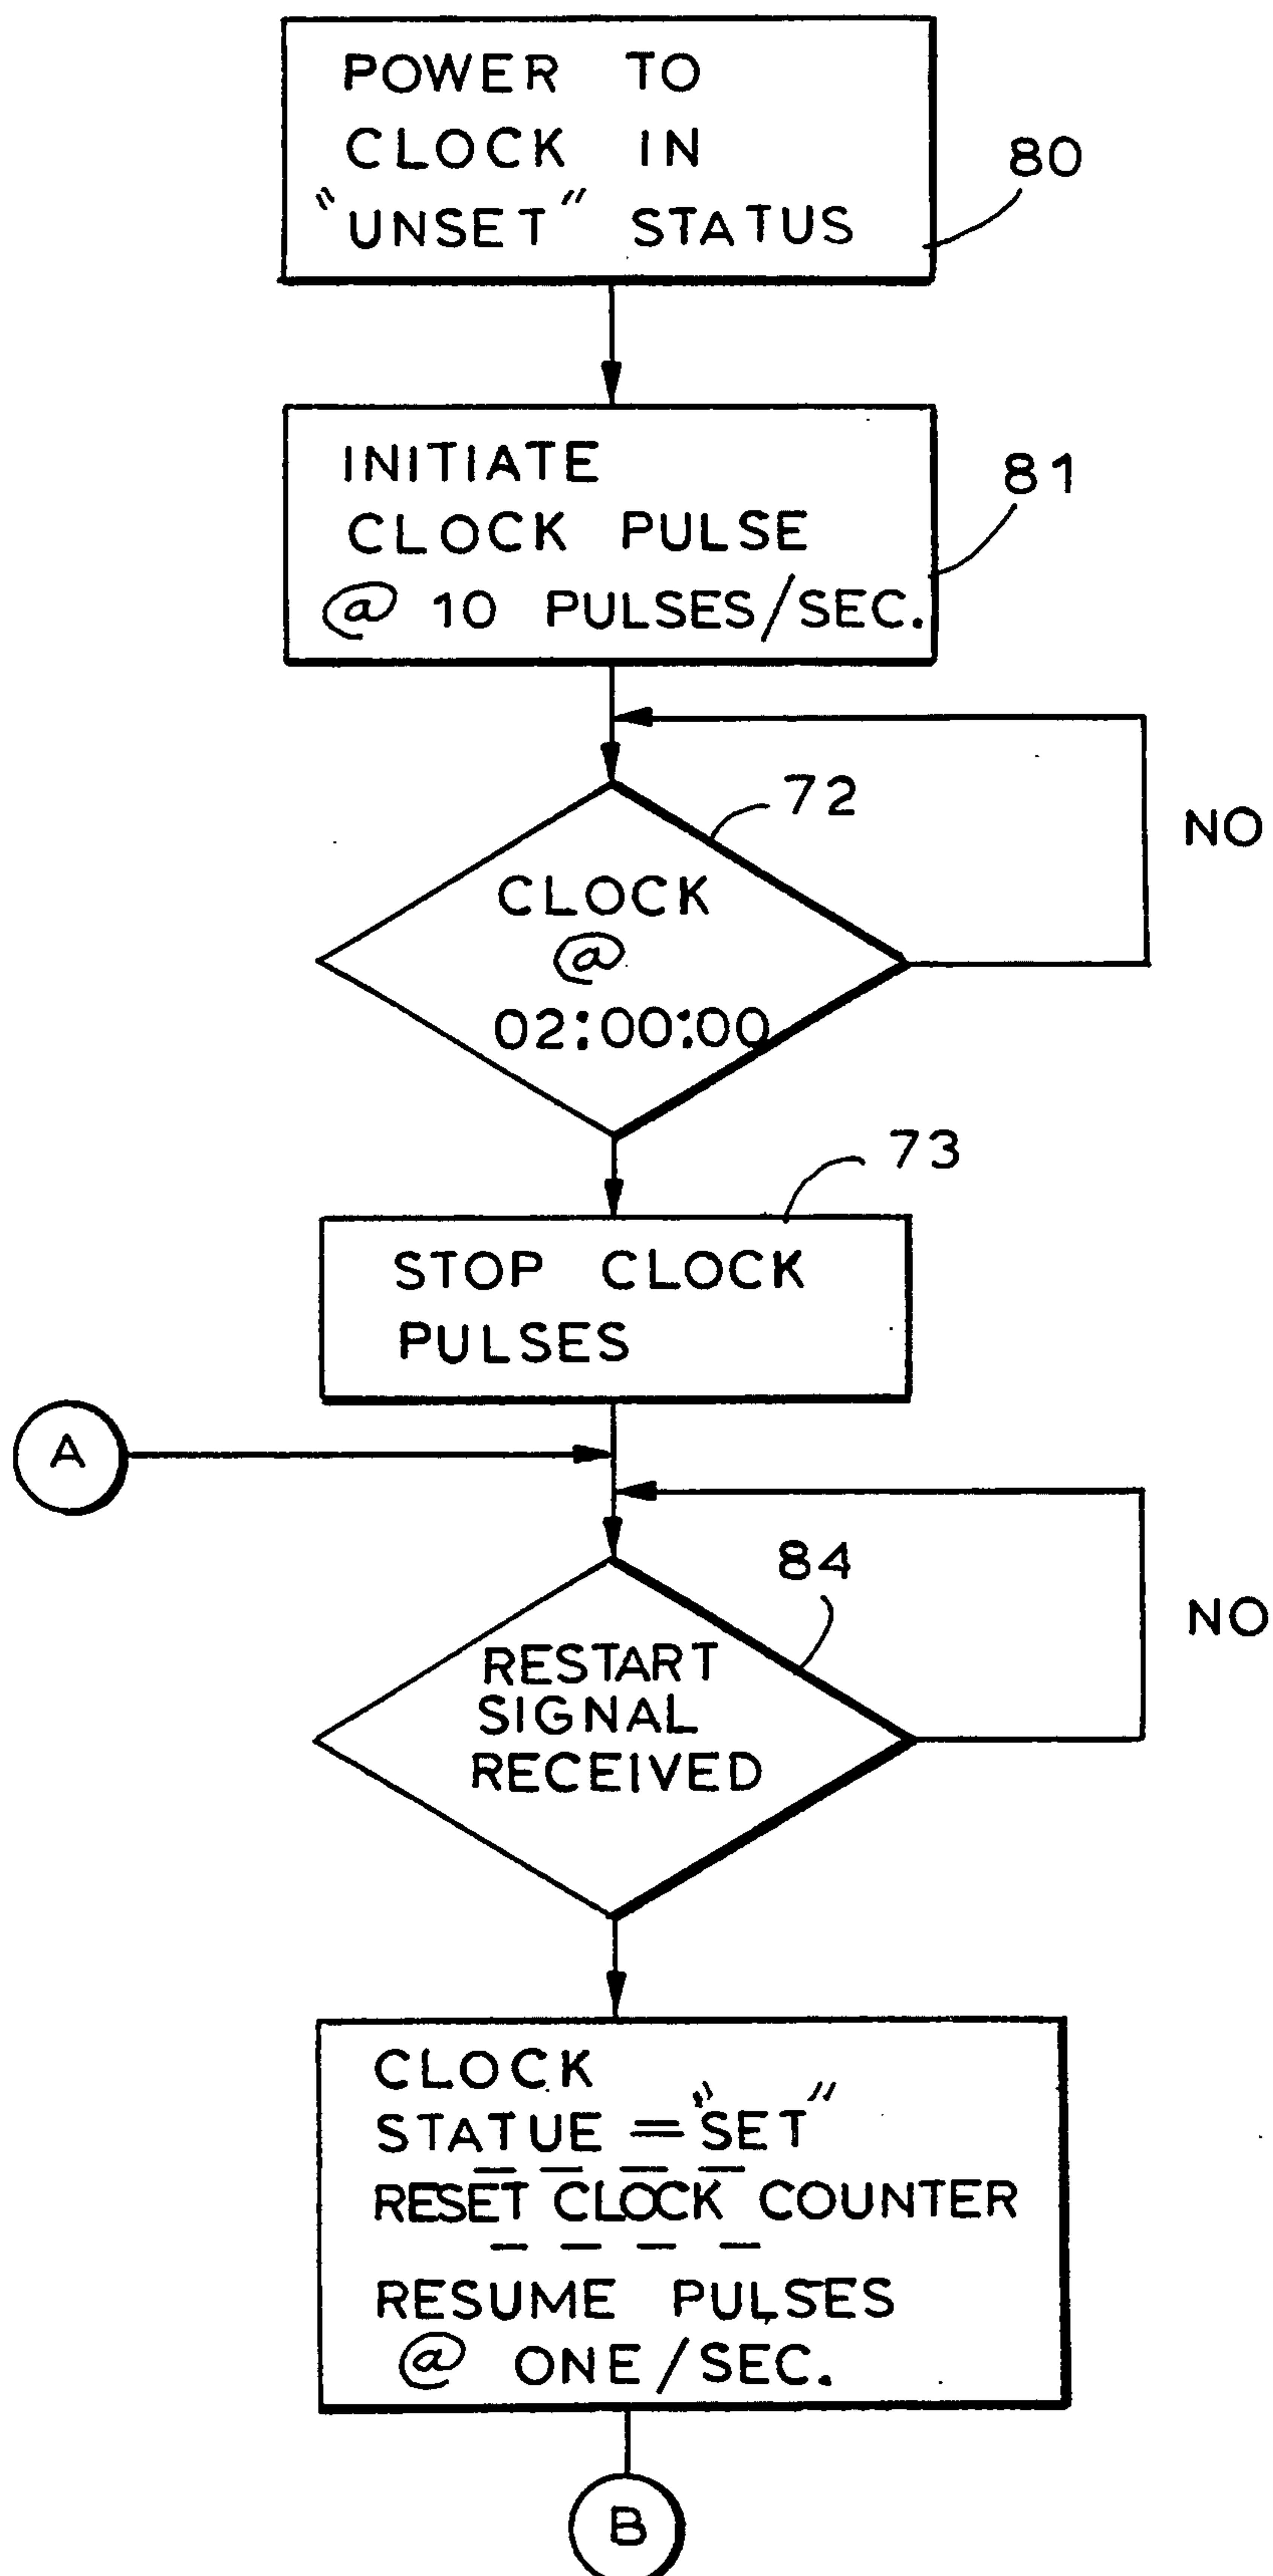 POWER TO
CLOCK IN
"UNSET" STATUS
80
INITIATE
CLOCK PULSE
@ 10 PULSES/SEC.
81
72
NO
CLOCK
@
02:00:00
73
STOP CLOCK
PULSES
A
84
NO
RESTART
SIGNAL
RECEIVED
CLOCK
STATUE = "SET"
RESET CLOCK COUNTER
RESUME PULSES
@ ONE/SEC.
B